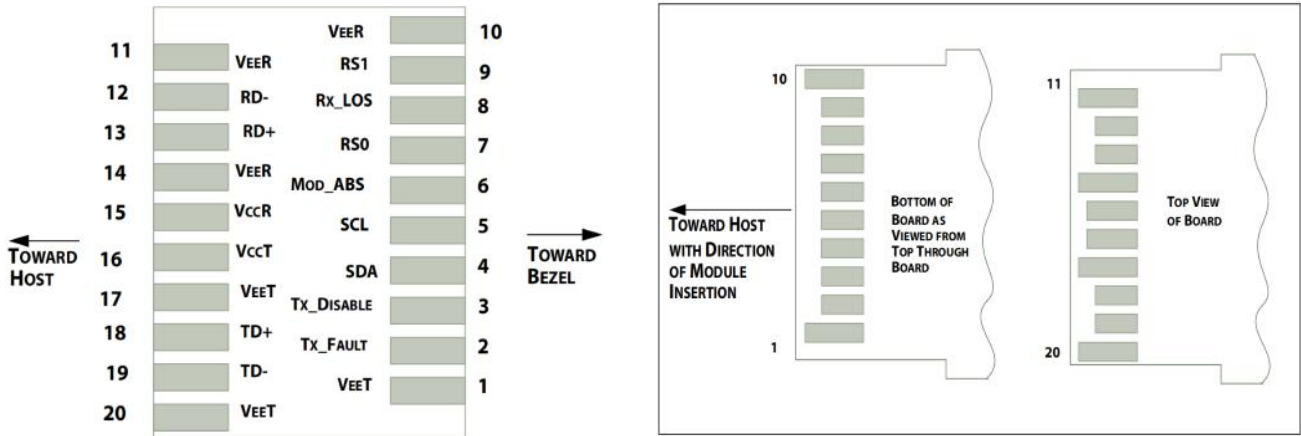 11
12
13
14
15
16
17
18
19
20
VEER
RD-
RD+
VEER
VCCR
VCCT
VEET
TD+
TD-
VEET
VEER
RS1
RX_LOS
RS0
MOD_ABS
SCL
SDA
TX_DISABLE
TX_FAULT
VEET
10
9
8
7
6
5
4
3
2
1
TOWARD
HOST
TOWARD
BEZEL
10
1
TOWARD HOST
WITH DIRECTION
OF MODULE
INSERTION
BOTTOM OF
BOARD AS
VIEWED FROM
TOP THROUGH
BOARD
11
20
TOP VIEW
OF BOARD